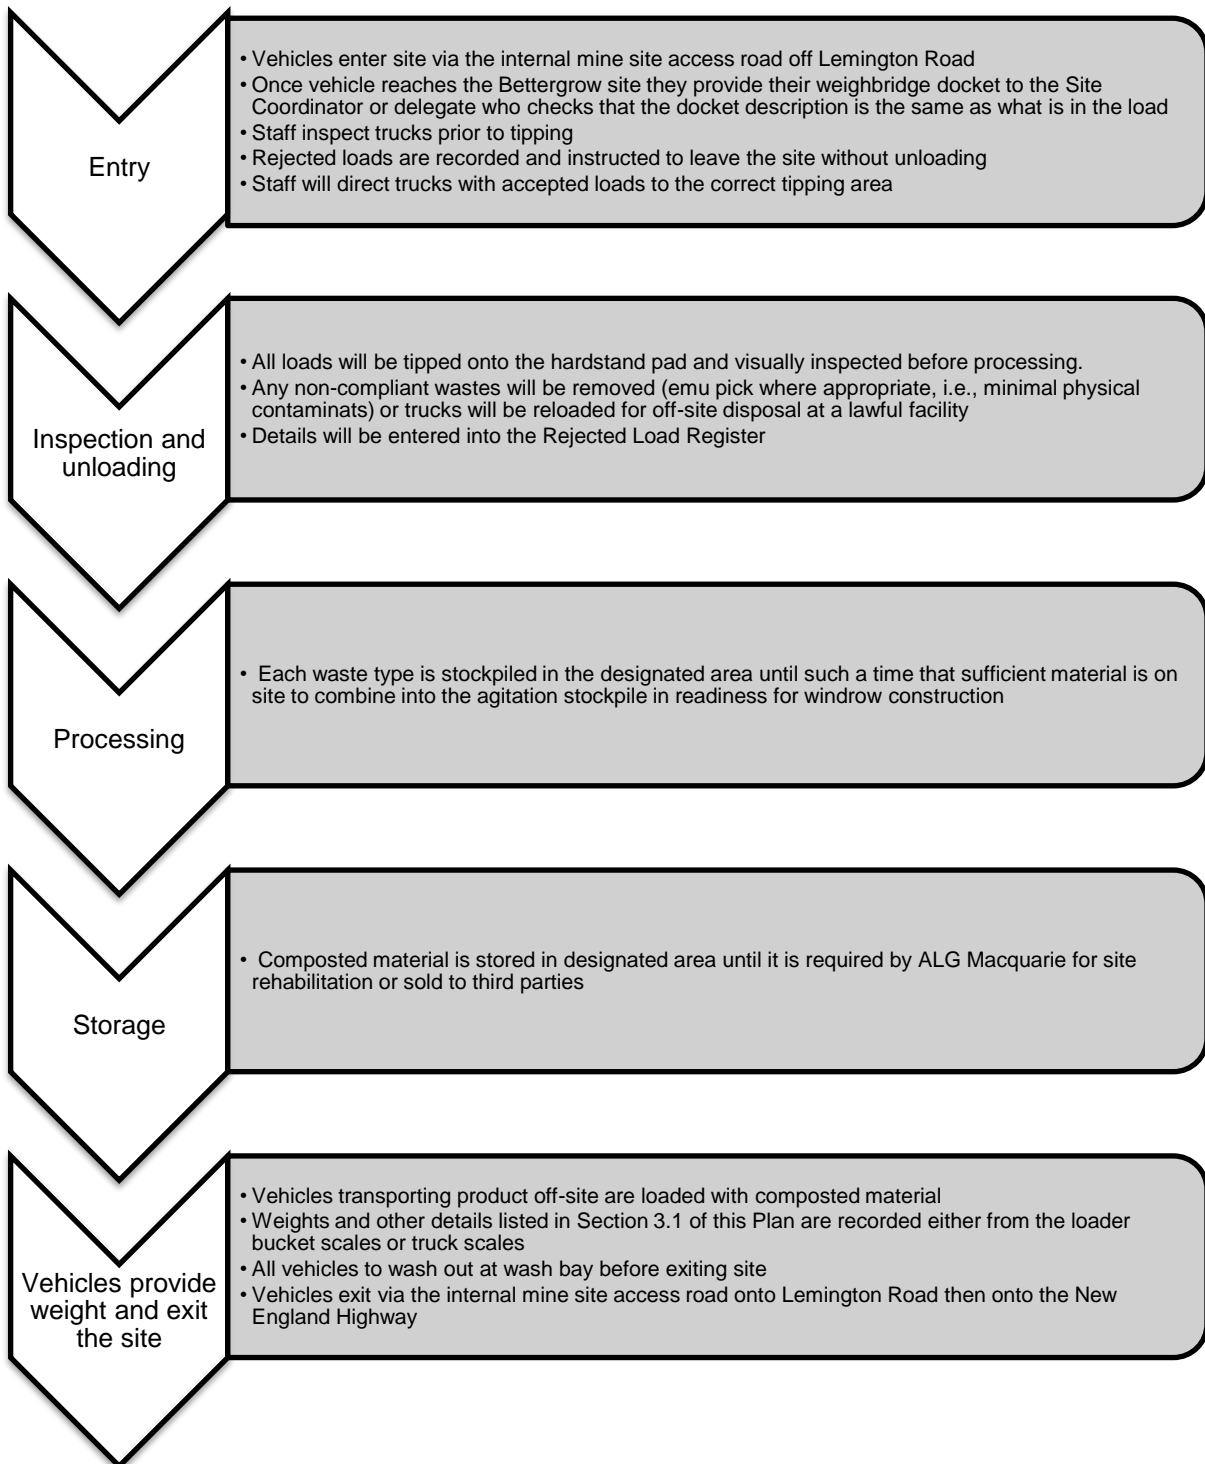 Entry
• Vehicles enter site via the internal mine site access road off Lemington Road
• Once vehicle reaches the Bettergrow site they provide their weighbridge docket to the Site
Coordinator or delegate who checks that the docket description is the same as what is in the load
• Staff inspect trucks prior to tipping
• Rejected loads are recorded and instructed to leave the site without unloading
• Staff will direct trucks with accepted loads to the correct tipping area
Inspection and
unloading
• All loads will be tipped onto the hardstand pad and visually inspected before processing.
• Any non-compliant wastes will be removed (emu pick where appropriate, i.e., minimal physical
contaminats) or trucks will be reloaded for off-site disposal at a lawful facility
• Details will be entered into the Rejected Load Register
Processing
• Each waste type is stockpiled in the designated area until such a time that sufficient material is on
site to combine into the agitation stockpile in readiness for windrow construction
Storage
• Composted material is stored in designated area until it is required by ALG Macquarie for site
rehabilitation or sold to third parties
Vehicles provide
weight and exit
the site
• Vehicles transporting product off-site are loaded with composted material
• Weights and other details listed in Section 3.1 of this Plan are recorded either from the loader
bucket scales or truck scales
• All vehicles to wash out at wash bay before exiting site
• Vehicles exit via the internal mine site access road onto Lemington Road then onto the New
England Highway